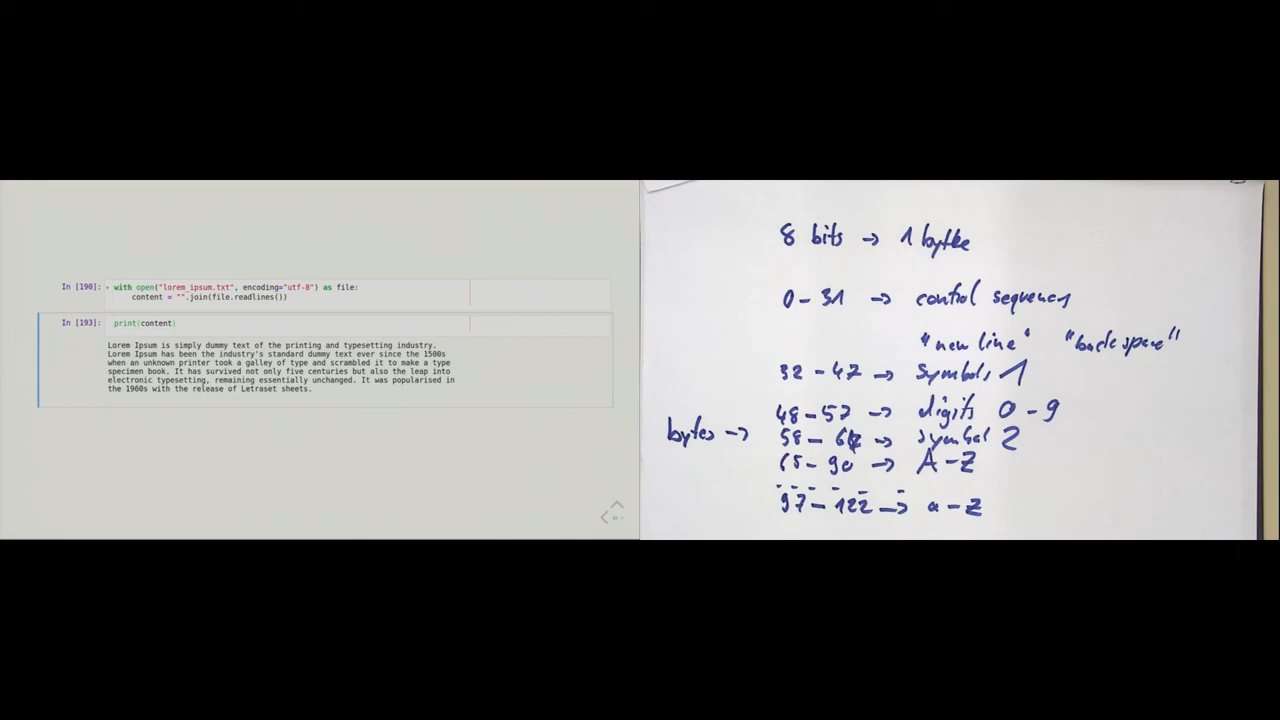 In [190]: with open("lorem_ipsum.txt", encoding="utf-8") as file:
content = "".join(file.readlines())
In [193]: print(content)
Lorem Ipsum is simply dummy text of the printing and typesetting industry.
Lorem Ipsum has been the industry's standard dummy text ever since the 1500s
when an unknown printer took a galley of type and scrambled it to make a type
specimen book. It has survived not only five centuries but also the leap into
electronic typesetting, remaining essentially unchanged. It was popularised in
the 1960s with the release of Letraset sheets.
8 bits → 1 byte
0 - 31 → control sequences
"new line" "back space"
32 - 47 → symbols 1
48 - 57 → digits 0 - 9
bytes → 58 - 64 → symbol 2
65 - 90 → A - Z
97 - 122 → a - z